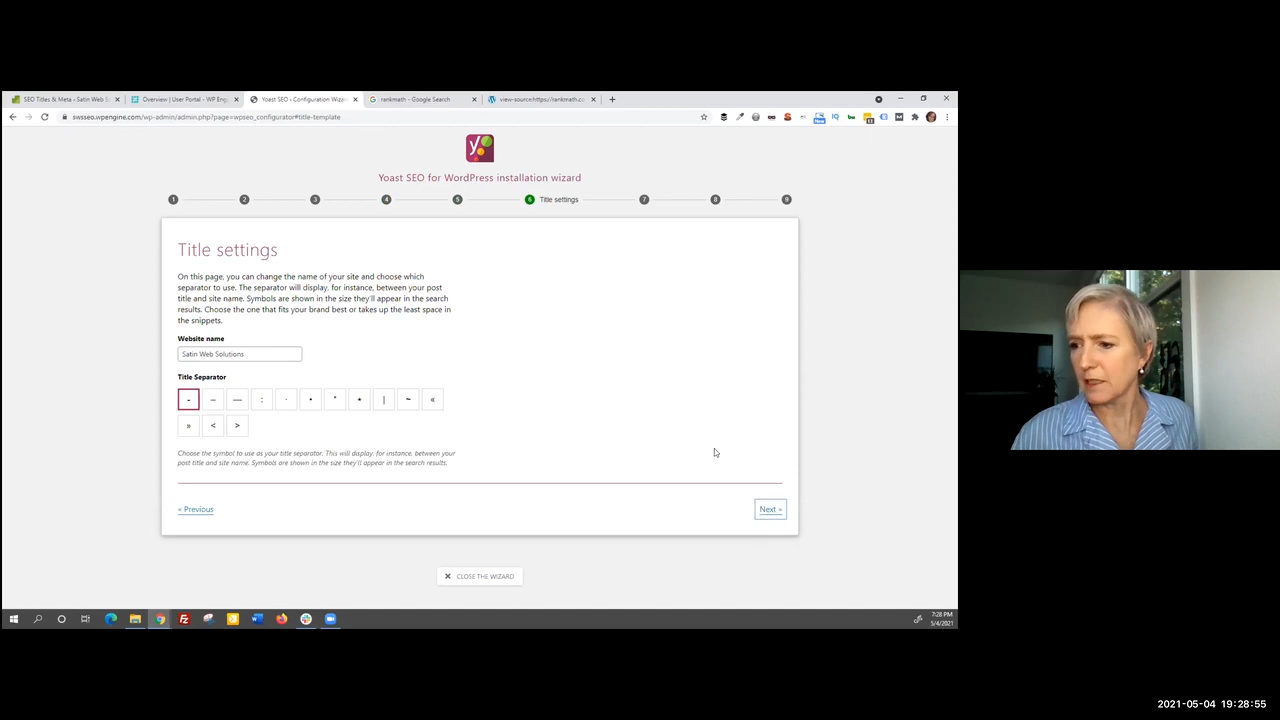 SEO Titles & Meta - Satin Web S
Overview | User Portal - WP Eng
Yoast SEO › Configuration Wizar
rankmath - Google Search
view-source:https://rankmath.co
swsseo.wpengine.com/wp-admin/admin.php?page=wpseo_configurator#title-template
Yoast SEO for WordPress installation wizard
1 2 3 4 5 6 Title settings 7 8 9
Title settings
On this page, you can change the name of your site and choose which
separator to use. The separator will display, for instance, between your post
title and site name. Symbols are shown in the size they'll appear in the search
results. Choose the one that fits your brand best or takes up the least space in
the snippets.
Website name
Satin Web Solutions
Title Separator
- – — : · • * ⋆ | ~ «
» < >
Choose the symbol to use as your title separator. This will display, for instance, between your
post title and site name. Symbols are shown in the size they'll appear in the search results.
« Previous
Next »
CLOSE THE WIZARD
7:28 PM
5/4/2021
2021-05-04 19:28:55